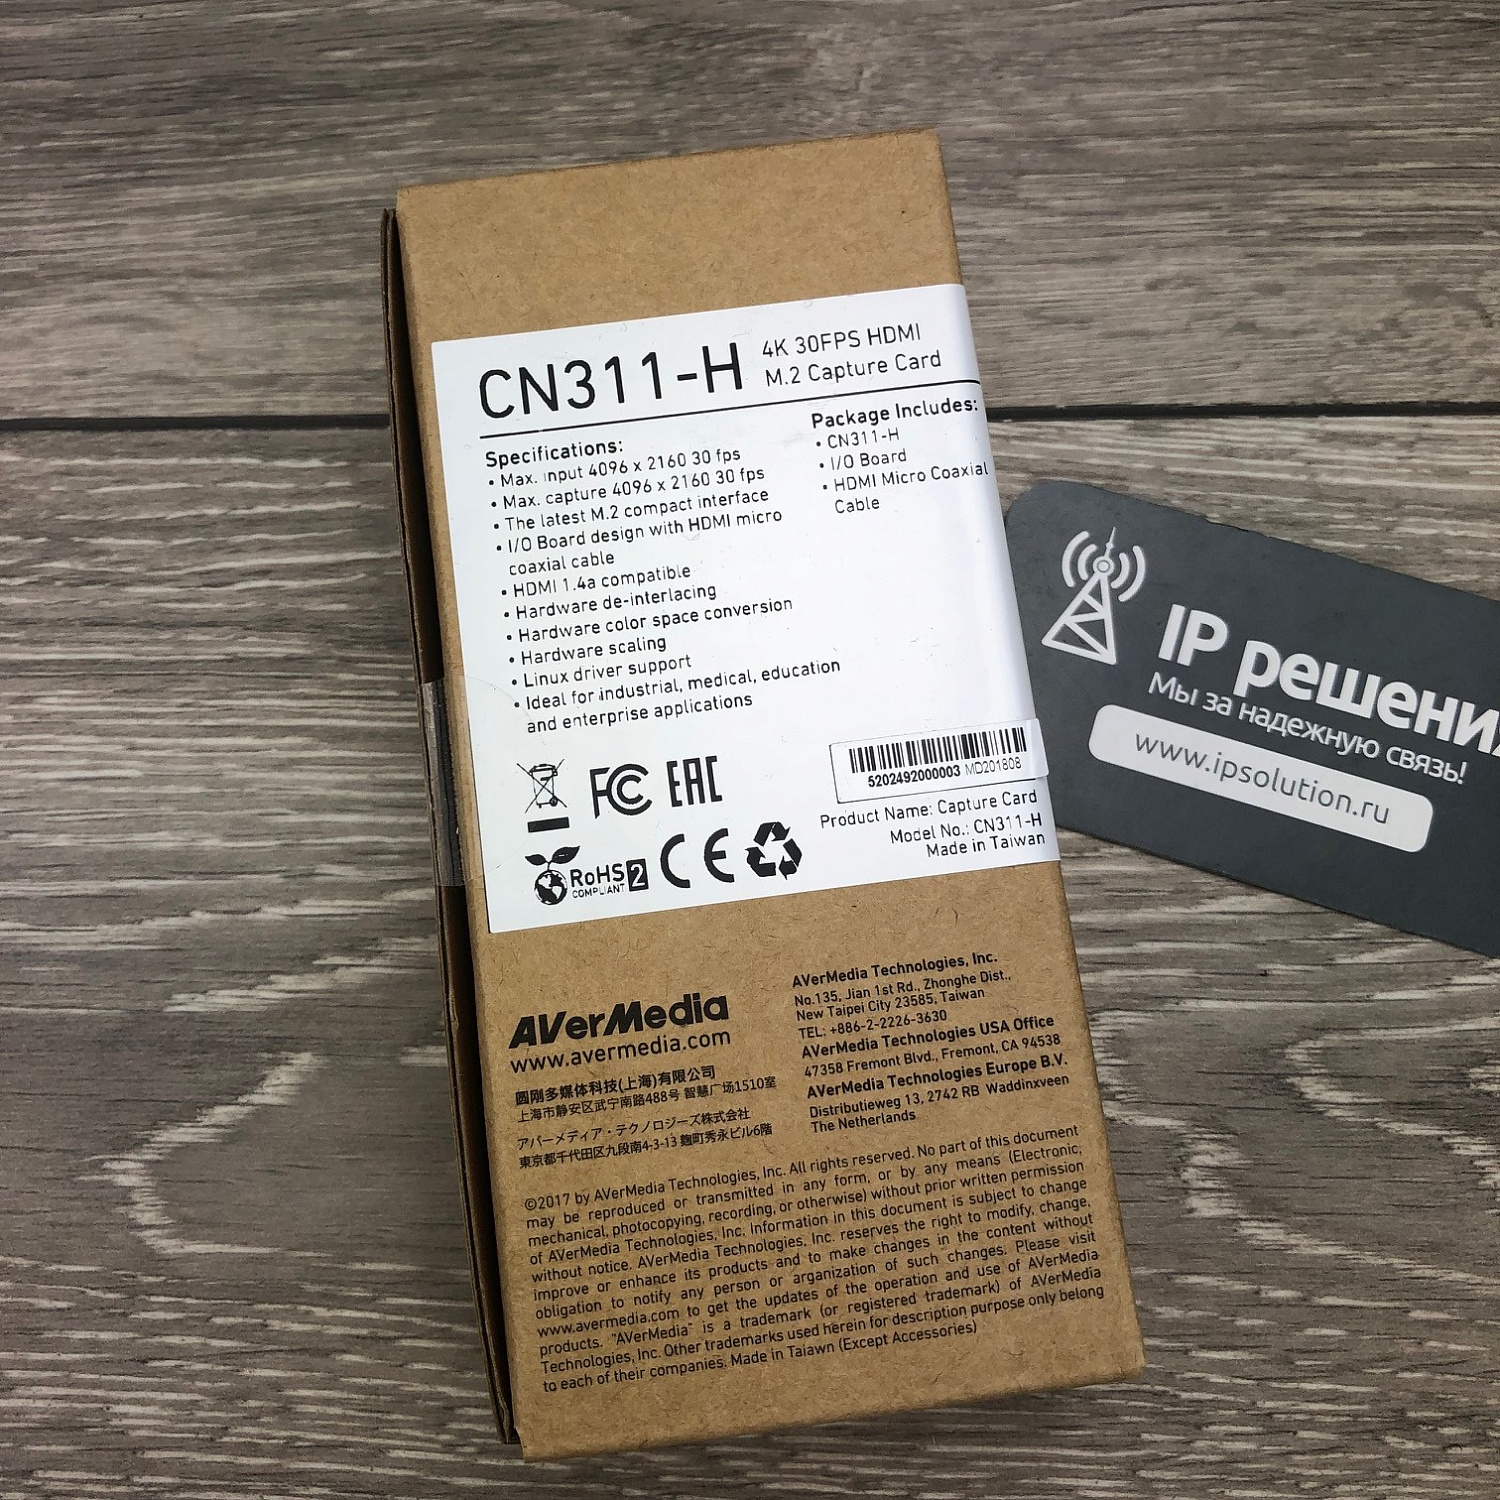 CN311-H
4K 30FPS HDMI
M.2 Capture Card
Specifications:
• Max. input 4096 x 2160 30 fps
• Max. capture 4096 x 2160 30 fps
• The latest M.2 compact interface
• I/O Board design with HDMI micro
coaxial cable
• HDMI 1.4a compatible
• Hardware de-interlacing
• Hardware color space conversion
• Hardware scaling
• Linux driver support
• Ideal for industrial, medical, education
and enterprise applications
Package Includes:
• CN311-H
• I/O Board
• HDMI Micro Coaxial
Cable
FC EAC
5202492000003 MD201808
Product Name: Capture Card
Model No.: CN311-H
Made in Taiwan
RoHS 2
COMPLIANT
CE
AVerMedia
www.avermedia.com
圆刚多媒体科技(上海)有限公司
上海市静安区武宁南路488号 智慧广场1510室
アバーメディア・テクノロジーズ株式会社
東京都千代田区九段南4-3-13 麹町秀永ビル6階
AVerMedia Technologies, Inc.
No.135, Jian 1st Rd., Zhonghe Dist.,
New Taipei City 23585, Taiwan
TEL: +886-2-2226-3630
AVerMedia Technologies USA Office
47358 Fremont Blvd., Fremont, CA 94538
AVerMedia Technologies Europe B.V.
Distributieweg 13, 2742 RB Waddinxveen
The Netherlands
©2017 by AVerMedia Technologies, Inc. All rights reserved. No part of this document
may be reproduced or transmitted in any form, or by any means (Electronic,
mechanical, photocopying, recording, or otherwise) without prior written permission
of AVerMedia Technologies, Inc. Information in this document is subject to change
without notice. AVerMedia Technologies, Inc. reserves the right to modify, change,
improve or enhance its products and to make changes in the content without
obligation to notify any person or arganization of such changes. Please visit
www.avermedia.com to get the updates of the operation and use of AVerMedia
products. "AVerMedia" is a trademark (or registered trademark) of AVerMedia
Technologies, Inc. Other trademarks used herein for description purpose only belong
to each of their companies. Made in Taiawn (Except Accessories)
IP решения
Мы за надежную связь!
www.ipsolution.ru